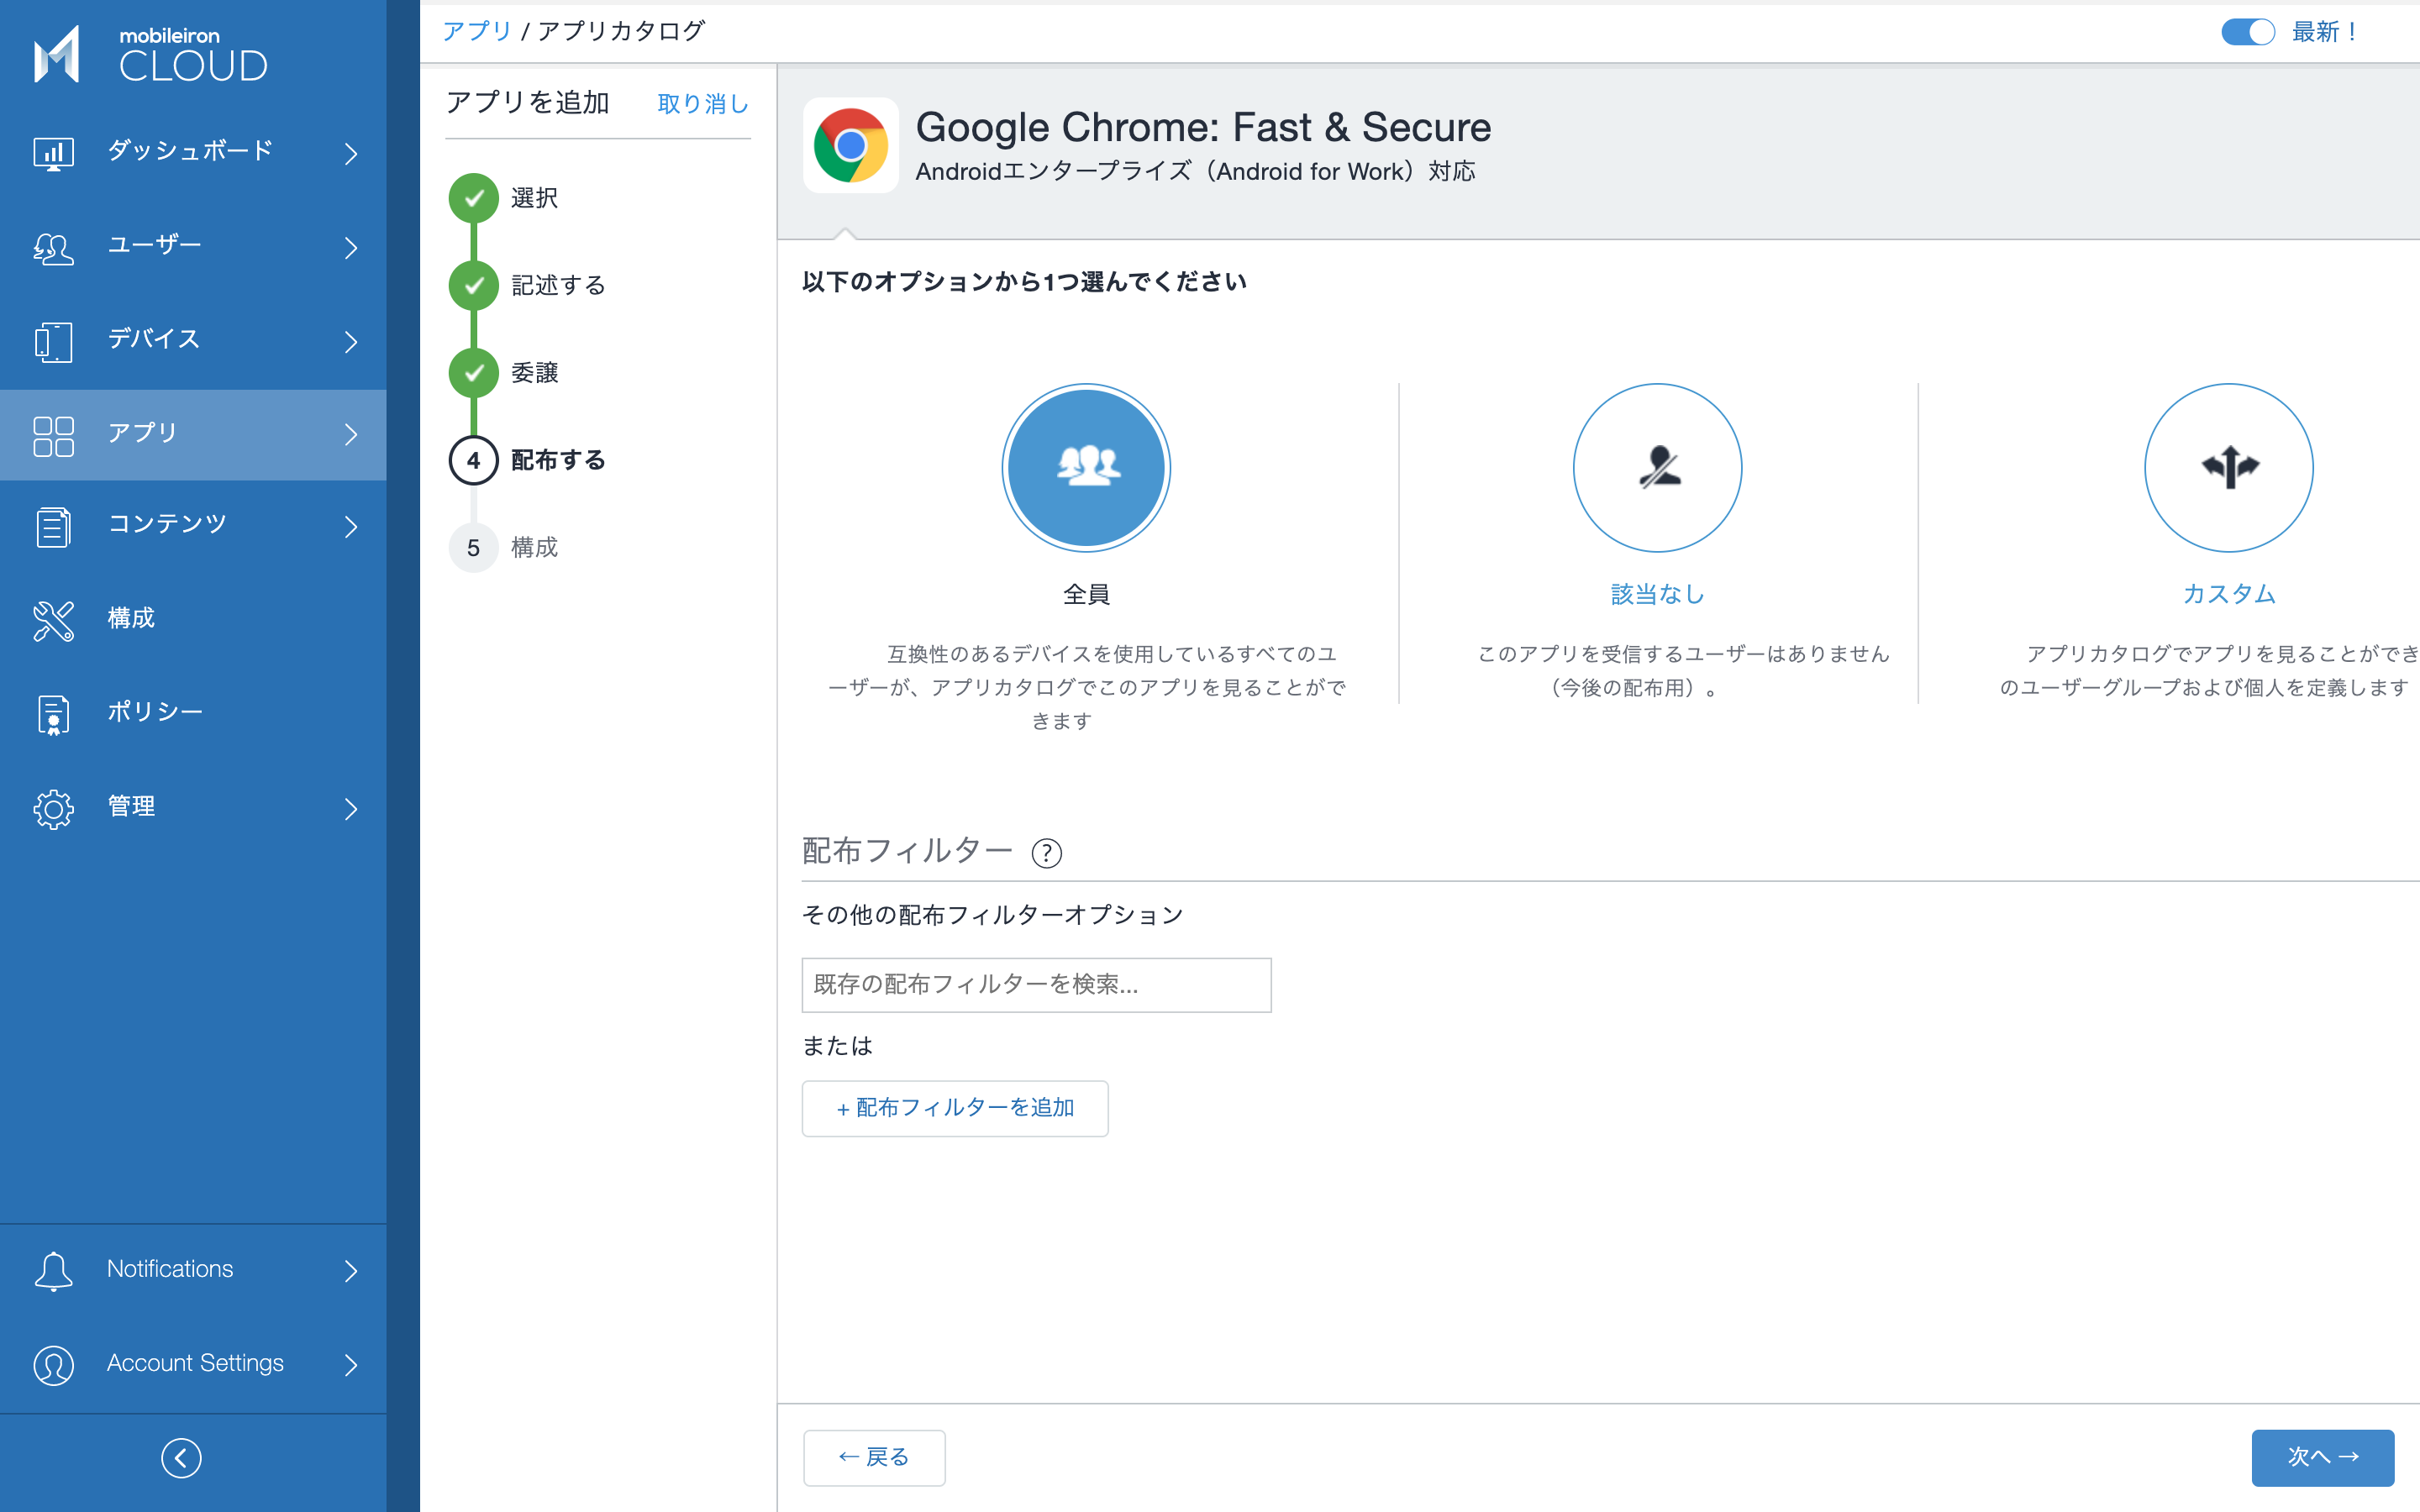 mobileiron
CLOUD
ダッシュボード
ユーザー
デバイス
アプリ
コンテンツ
構成
ポリシー
管理
Notifications
Account Settings
アプリ / アプリカタログ
最新！
アプリを追加
取り消し
選択
記述する
委譲
4 配布する
5 構成
Google Chrome: Fast & Secure
Androidエンタープライズ（Android for Work）対応
以下のオプションから1つ選んでください
全員
互換性のあるデバイスを使用しているすべてのユ
ーザーが、アプリカタログでこのアプリを見ることがで
きます
該当なし
このアプリを受信するユーザーはありません
（今後の配布用）。
カスタム
アプリカタログでアプリを見ることができ
のユーザーグループおよび個人を定義します
配布フィルター ?
その他の配布フィルターオプション
既存の配布フィルターを検索...
または
+ 配布フィルターを追加
← 戻る
次へ →